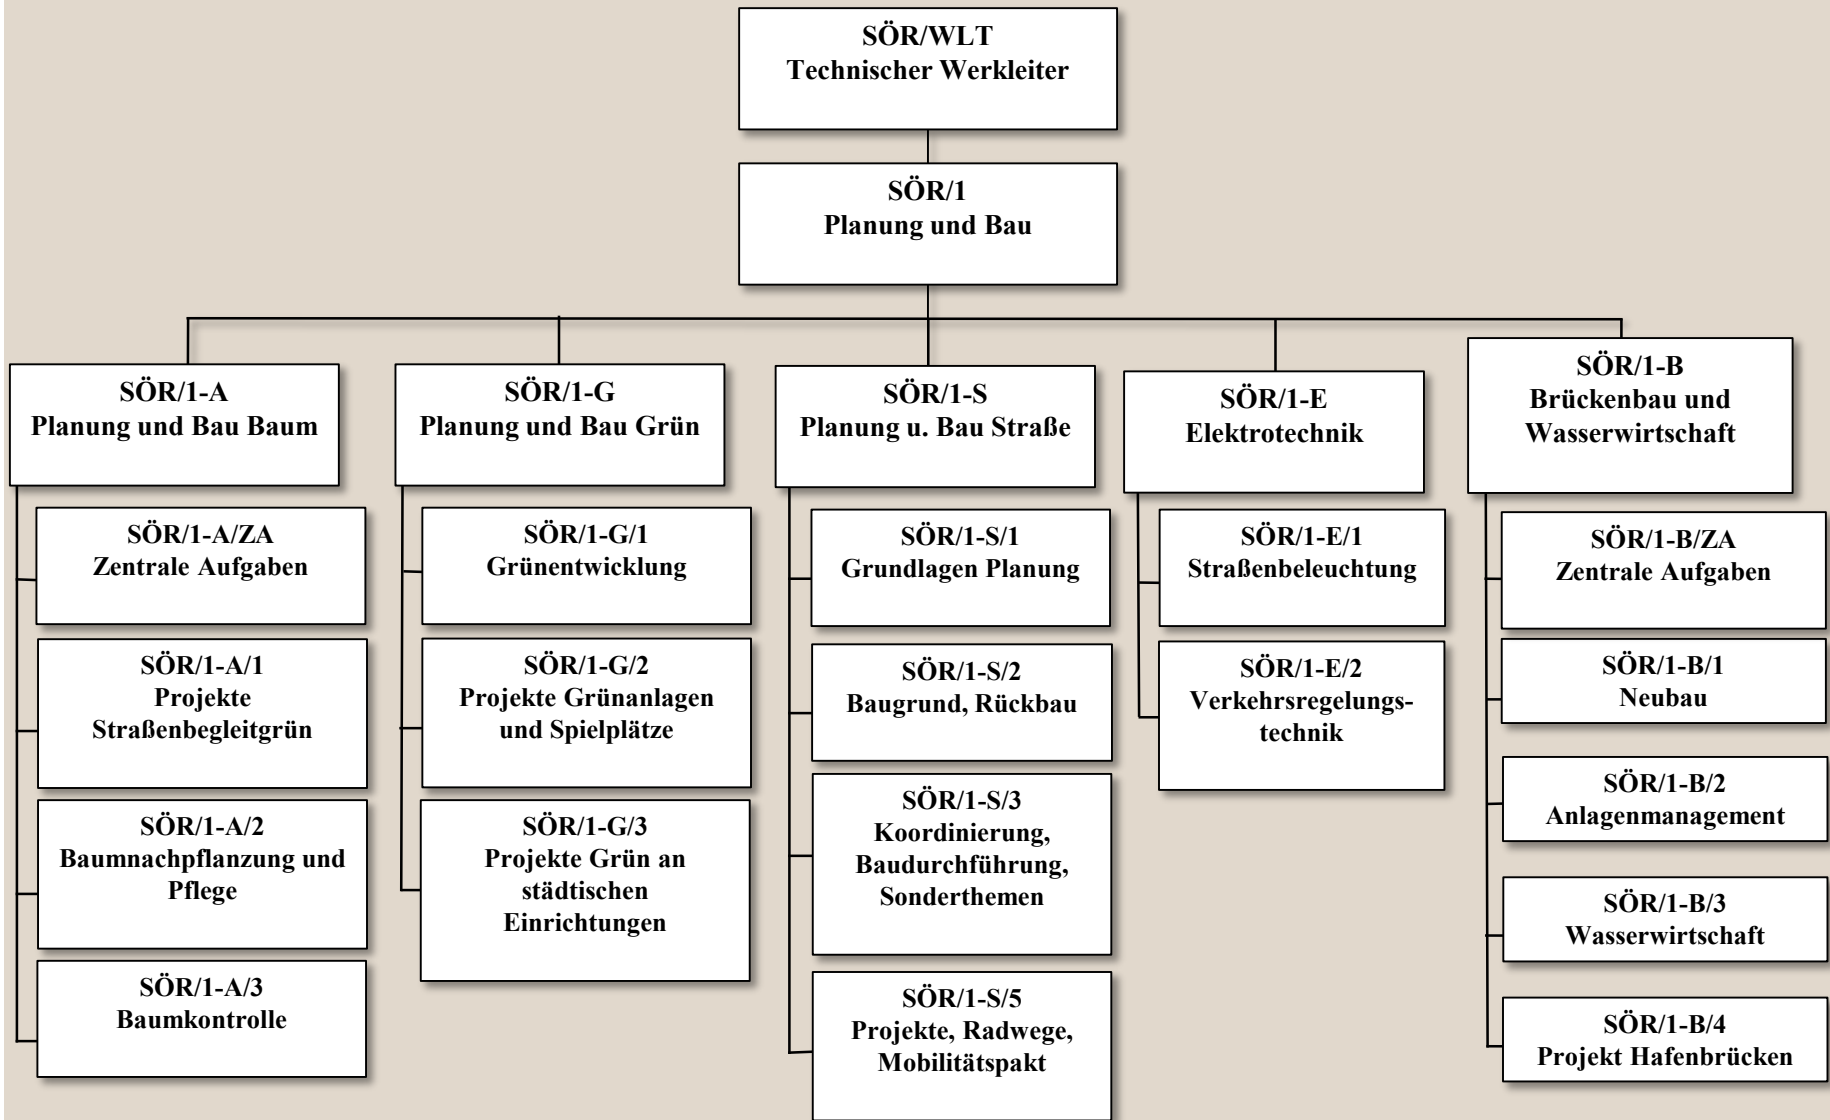 SÖR/WLT
Technischer Werkleiter
SÖR/1
Planung und Bau
SÖR/1-A
Planung und Bau Baum
SÖR/1-A/ZA
Zentrale Aufgaben
SÖR/1-A/1
Projekte
Straßenbegleitgrün
SÖR/1-A/2
Baumnachpflanzung und
Pflege
SÖR/1-A/3
Baumkontrolle
SÖR/1-G
Planung und Bau Grün
SÖR/1-G/1
Grünentwicklung
SÖR/1-G/2
Projekte Grünanlagen
und Spielplätze
SÖR/1-G/3
Projekte Grün an
städtischen
Einrichtungen
SÖR/1-S
Planung u. Bau Straße
SÖR/1-S/1
Grundlagen Planung
SÖR/1-S/2
Baugrund, Rückbau
SÖR/1-S/3
Koordinierung,
Baudurchführung,
Sonderthemen
SÖR/1-S/5
Projekte, Radwege,
Mobilitätspakt
SÖR/1-E
Elektrotechnik
SÖR/1-E/1
Straßenbeleuchtung
SÖR/1-E/2
Verkehrsregelungs-
technik
SÖR/1-B
Brückenbau und
Wasserwirtschaft
SÖR/1-B/ZA
Zentrale Aufgaben
SÖR/1-B/1
Neubau
SÖR/1-B/2
Anlagenmanagement
SÖR/1-B/3
Wasserwirtschaft
SÖR/1-B/4
Projekt Hafenbrücken